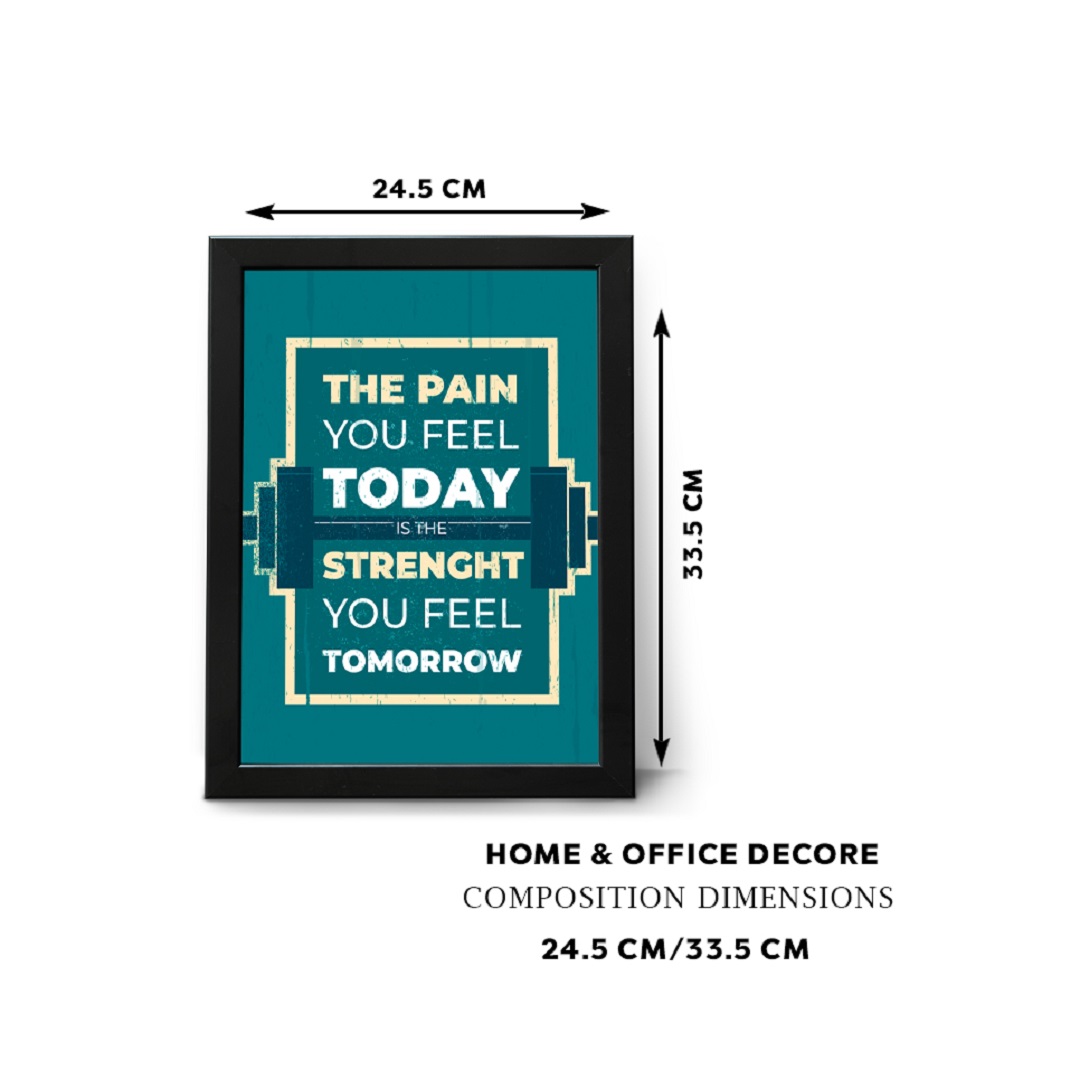 24.5 CM
THE PAIN
YOU FEEL
TODAY
IS THE
STRENGHT
YOU FEEL
TOMORROW
33.5 CM
HOME & OFFICE DECORE
COMPOSITION DIMENSIONS
24.5 CM/33.5 CM